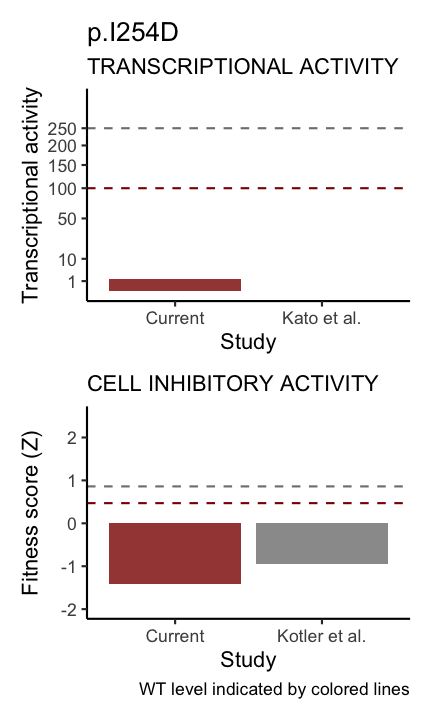 p.I254D
TRANSCRIPTIONAL ACTIVITY
Transcriptional activity
250
200
150
100
50
10
1
Current
Kato et al.
Study
CELL INHIBITORY ACTIVITY
Fitness score (Z)
2
1
0
-1
-2
Current
Kotler et al.
Study
WT level indicated by colored lines